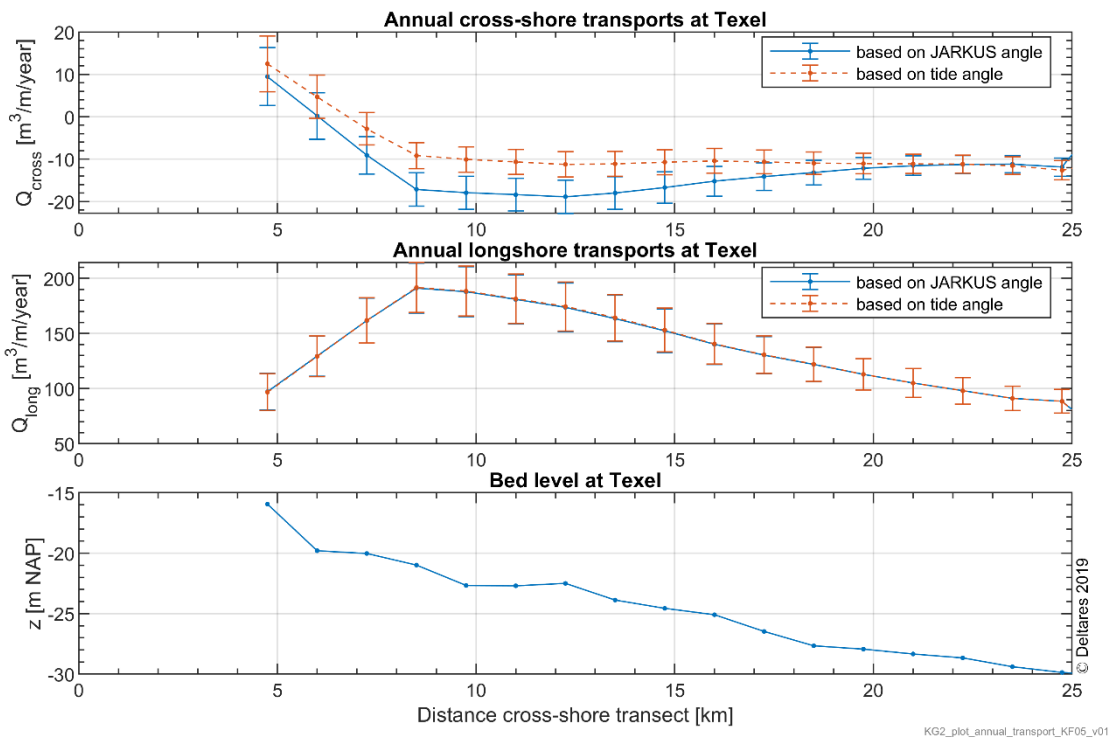 Annual cross-shore transports at Texel
20
10
0
-10
-20
Q_cross [m³/m/year]
based on JARKUS angle
based on tide angle
0
5
10
15
20
25
Annual longshore transports at Texel
200
150
100
50
Q_long [m³/m/year]
based on JARKUS angle
based on tide angle
0
5
10
15
20
25
Bed level at Texel
-15
-20
-25
-30
z [m NAP]
0
5
10
15
20
25
Distance cross-shore transect [km]
© Deltares 2019
KG2_plot_annual_transport_KF05_v01